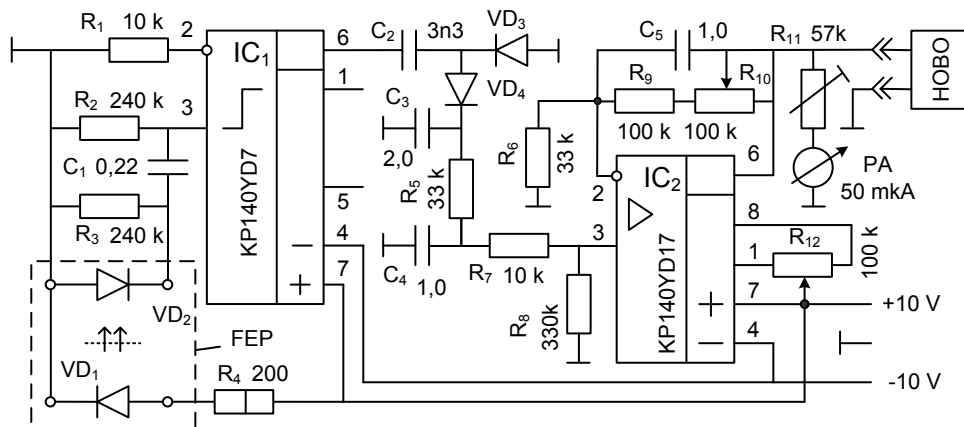 R1 10 k
2
IC1
6
C2 3n3
VD3
1
VD4
R2 240 k
3
C1 0,22
R3 240 k
KP140YD7
5
4
7
C3
2,0
R5 33 k
C4
1,0
R7 10 k
R6 33 k
C5 1,0
R9
100 k
R10
100 k
R11 57k
HOBO
PA
50 mkA
2
IC2
6
3
8
1
R12
100 k
7
4
KP140YD17
R8 330k
+10 V
-10 V
VD2
FEP
VD1
R4 200